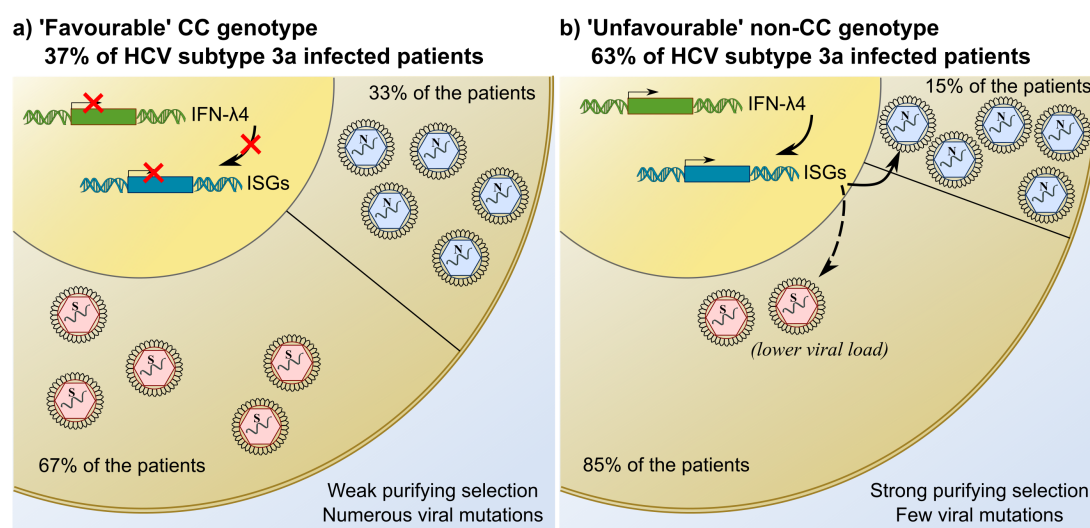 a) 'Favourable' CC genotype
37% of HCV subtype 3a infected patients
33% of the patients
IFN-λ4
ISGs
N
N
N
N
N
S
S
S
S
S
67% of the patients
Weak purifying selection
Numerous viral mutations
b) 'Unfavourable' non-CC genotype
63% of HCV subtype 3a infected patients
15% of the patients
IFN-λ4
ISGs
N
N
N
N
N
S
S
(lower viral load)
85% of the patients
Strong purifying selection
Few viral mutations